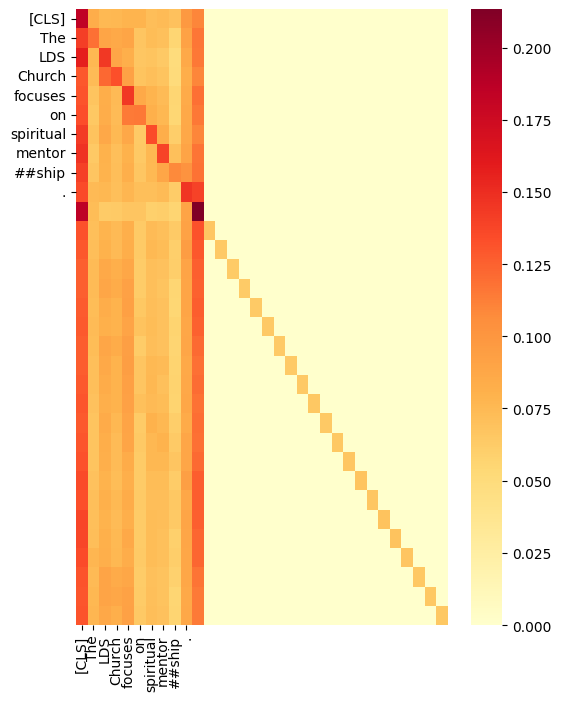 [CLS]
The
LDS
Church
focuses
on
spiritual
mentor
##ship
.
[CLS]
The
LDS
Church
focuses
on
spiritual
mentor
##ship
.
0.200
0.175
0.150
0.125
0.100
0.075
0.050
0.025
0.000